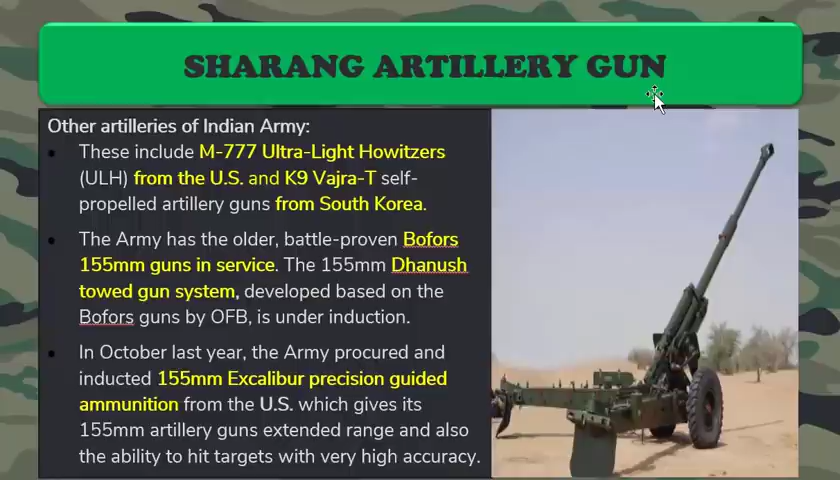 SHARANG ARTILLERY GUN
Other artilleries of Indian Army:
These include M-777 Ultra-Light Howitzers
(ULH) from the U.S. and K9 Vajra-T self-
propelled artillery guns from South Korea.
The Army has the older, battle-proven Bofors
155mm guns in service. The 155mm Dhanush
towed gun system, developed based on the
Bofors guns by OFB, is under induction.
In October last year, the Army procured and
inducted 155mm Excalibur precision guided
ammunition from the U.S. which gives its
155mm artillery guns extended range and also
the ability to hit targets with very high accuracy.